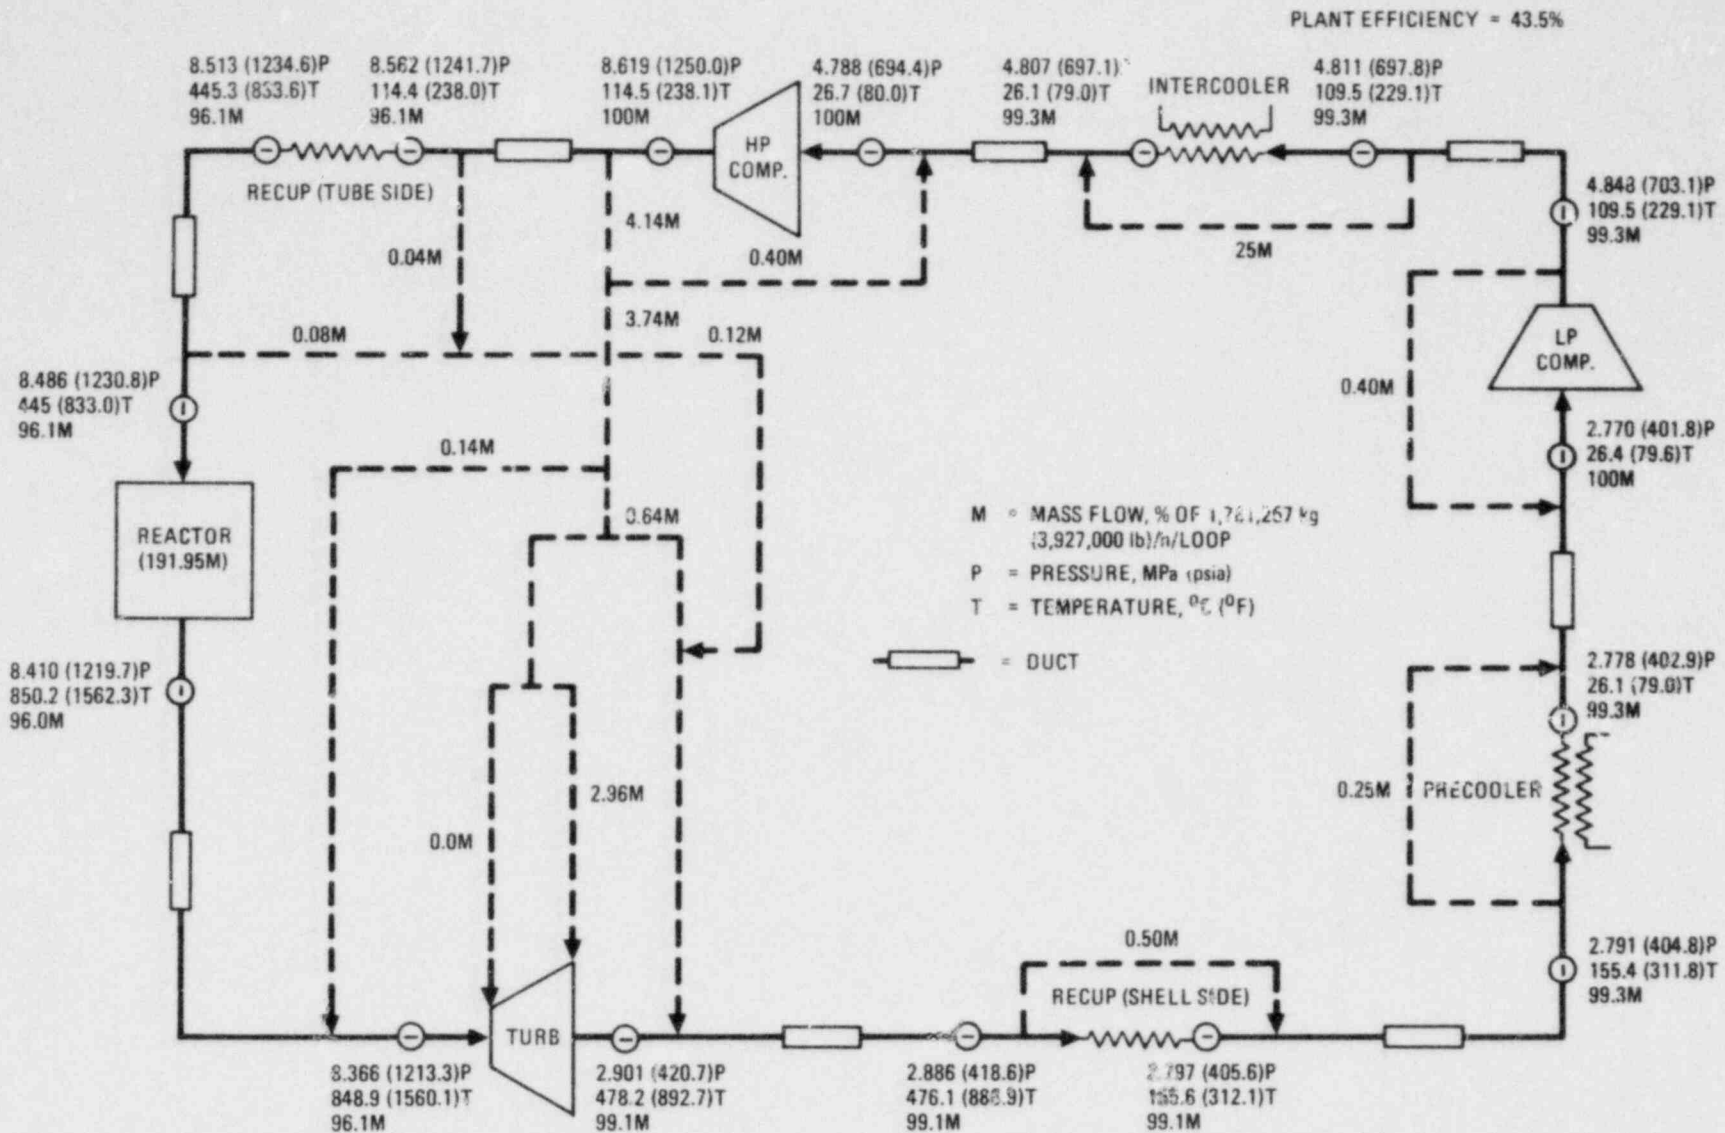 PLANT EFFICIENCY = 43.5%
8.513 (1234.6)P
445.3 (833.6)T
96.1M
8.562 (1241.7)P
114.4 (238.0)T
96.1M
8.619 (1250.0)P
114.5 (238.1)T
100M
4.788 (694.4)P
26.7 (80.0)T
100M
4.807 (697.1)
26.1 (79.0)T
99.3M
INTERCOOLER
4.811 (697.8)P
109.5 (229.1)T
99.3M
HP
COMP.
RECUP (TUBE SIDE)
4.848 (703.1)P
109.5 (229.1)T
99.3M
4.14M
0.04M
0.40M
25M
3.74M
0.08M
0.12M
LP
COMP.
8.486 (1230.8)P
445 (833.0)T
96.1M
0.40M
2.770 (401.8)P
26.4 (79.6)T
100M
0.14M
REACTOR
(191.95M)
0.64M
M = MASS FLOW, % OF kg
(3,927,000 lb)/h/LOOP
P = PRESSURE, MPa (psia)
T = TEMPERATURE, °C (°F)
= DUCT
8.410 (1219.7)P
850.2 (1562.3)T
96.0M
2.778 (402.9)P
26.1 (79.0)T
99.3M
0.25M
PRECOOLER
2.96M
0.0M
0.50M
RECUP (SHELL SIDE)
2.791 (404.8)P
155.4 (311.8)T
99.3M
TURB
8.366 (1213.3)P
848.9 (1560.1)T
96.1M
2.901 (420.7)P
478.2 (892.7)T
99.1M
2.886 (418.6)P
476.1 (888.9)T
99.1M
2.797 (405.6)P
155.6 (312.1)T
99.1M